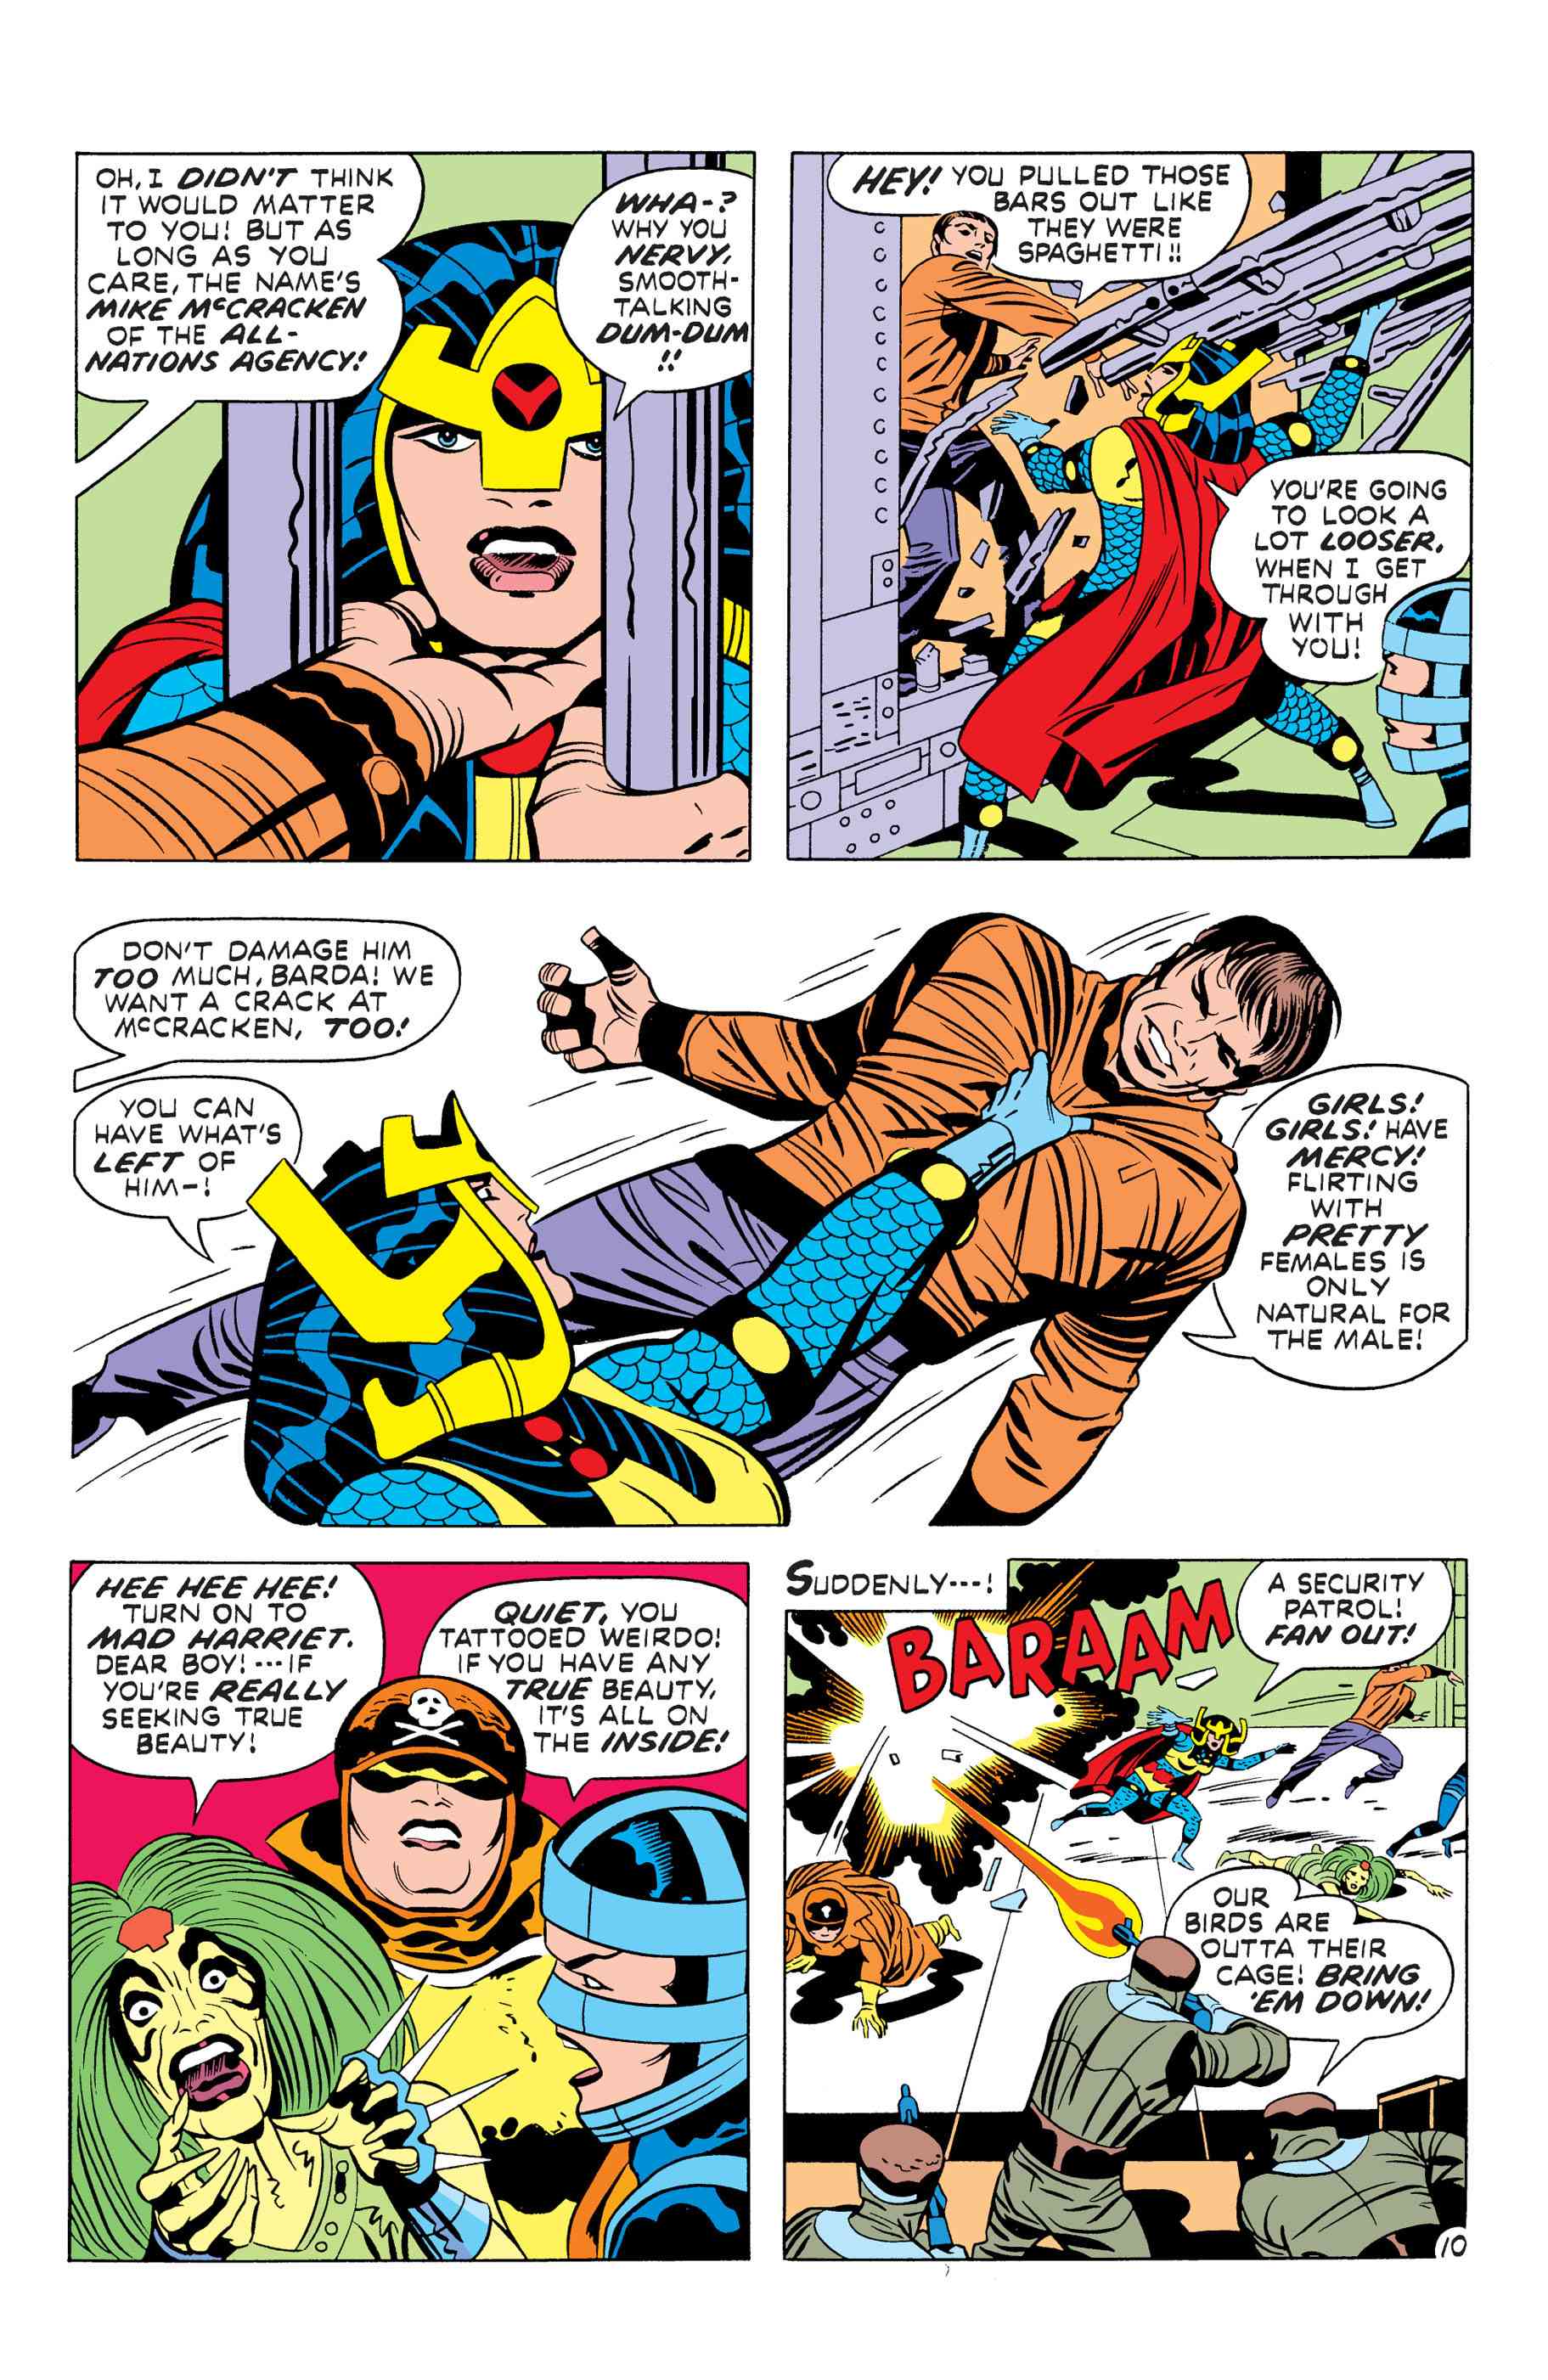 OH, I DIDN'T THINK
IT WOULD MATTER
TO YOU! BUT AS
LONG AS YOU
CARE, THE NAME'S
MIKE McCRACKEN
OF THE ALL-
NATIONS AGENCY!
WHA-?
WHY YOU
NERVY,
SMOOTH-
TALKING
DUM-DUM
!!
HEY! YOU PULLED THOSE
BARS OUT LIKE
THEY WERE
SPAGHETTI!!
YOU'RE GOING
TO LOOK A
LOT LOOSER,
WHEN I GET
THROUGH
WITH
YOU!
DON'T DAMAGE HIM
TOO MUCH, BARDA! WE
WANT A CRACK AT
McCRACKEN, TOO!
YOU CAN
HAVE WHAT'S
LEFT OF
HIM-!
GIRLS!
GIRLS! HAVE
MERCY!
FLIRTING
WITH
PRETTY
FEMALES IS
ONLY
NATURAL FOR
THE MALE!
HEE HEE HEE!
TURN ON TO
MAD HARRIET,
DEAR BOY!---IF
YOU'RE REALLY
SEEKING TRUE
BEAUTY!
QUIET, YOU
TATTOOED WEIRDO!
IF YOU HAVE ANY
TRUE BEAUTY,
IT'S ALL ON
THE INSIDE!
SUDDENLY---!
BARAAM
A SECURITY
PATROL!
FAN OUT!
OUR
BIRDS ARE
OUTTA THEIR
CAGE! BRING
'EM DOWN!
10